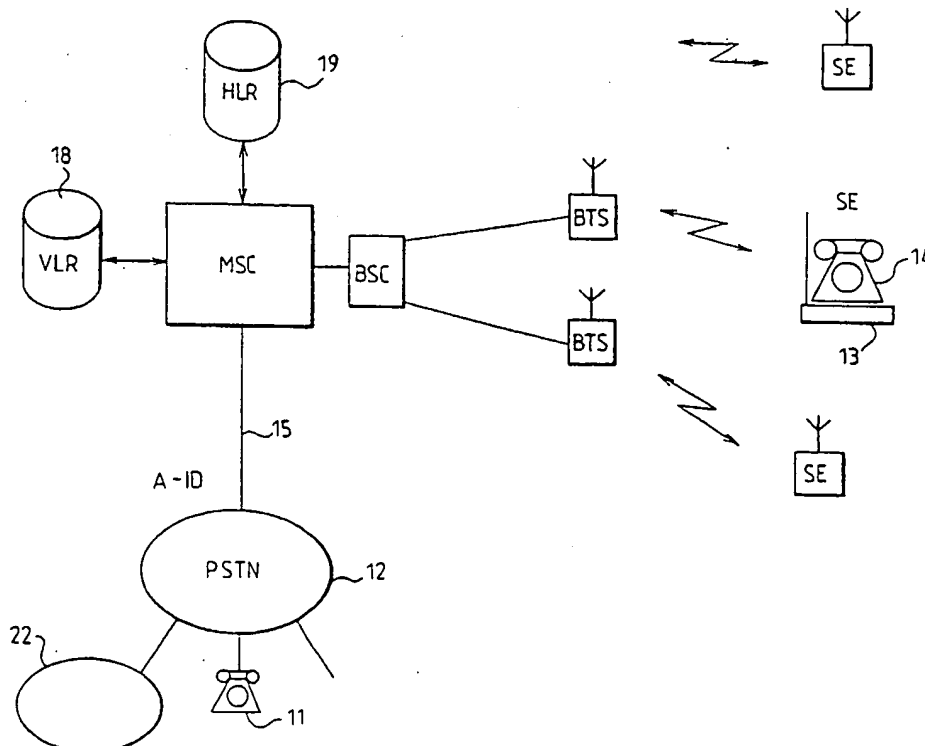 19
SE
HLR
18
SE
BTS
14
VLR
MSC
BSC
BTS
13
15
SE
A-ID
PSTN
12
22
11